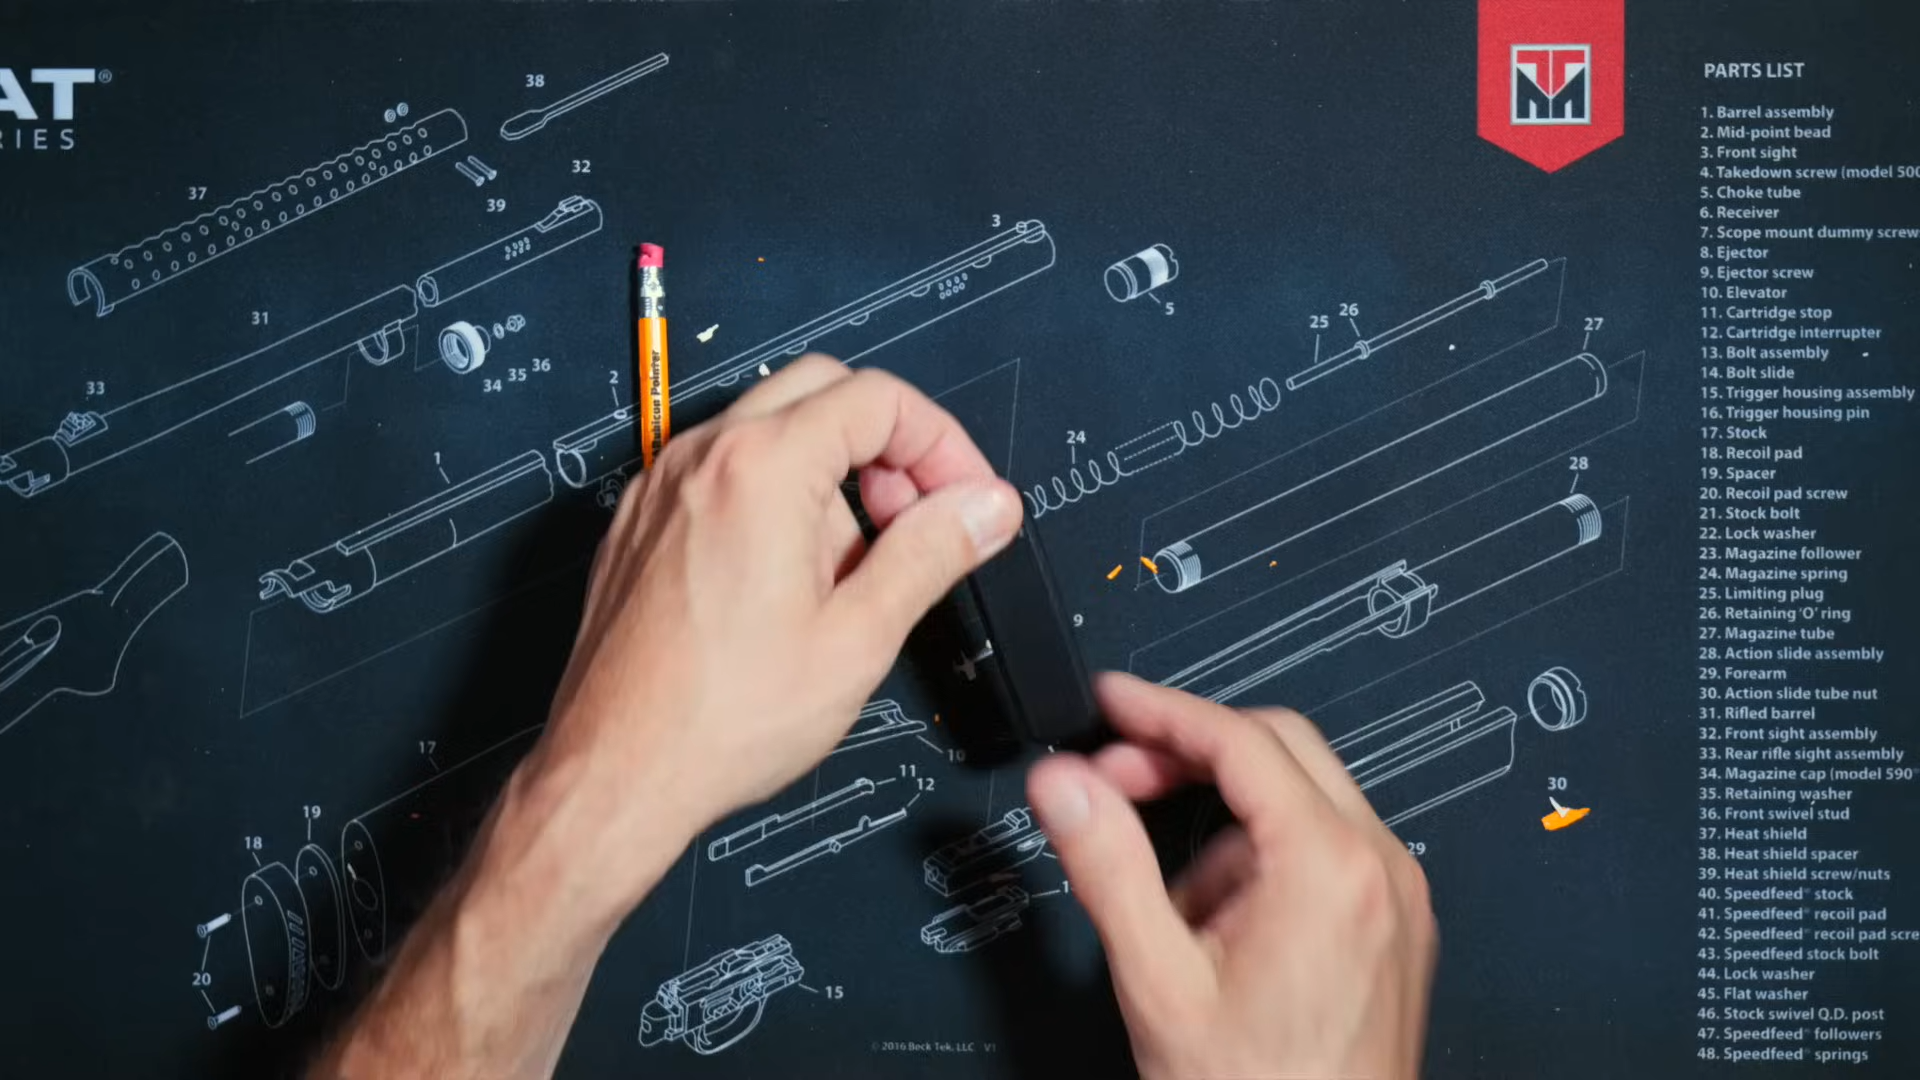 AT®
RIES
38
37
32
39
3
31
5
26
25
27
34 35 36
33
2
24
1
28
Rubicon Pointer
9
10
17
11
12
30
19
18
29
1
20
15
© 2016 Beck Tek, LLC V1
PARTS LIST
1. Barrel assembly
2. Mid-point bead
3. Front sight
4. Takedown screw (model 500
5. Choke tube
6. Receiver
7. Scope mount dummy screws
8. Ejector
9. Ejector screw
10. Elevator
11. Cartridge stop
12. Cartridge interrupter
13. Bolt assembly
14. Bolt slide
15. Trigger housing assembly
16. Trigger housing pin
17. Stock
18. Recoil pad
19. Spacer
20. Recoil pad screw
21. Stock bolt
22. Lock washer
23. Magazine follower
24. Magazine spring
25. Limiting plug
26. Retaining 'O' ring
27. Magazine tube
28. Action slide assembly
29. Forearm
30. Action slide tube nut
31. Rifled barrel
32. Front sight assembly
33. Rear rifle sight assembly
34. Magazine cap (model 590®
35. Retaining washer
36. Front swivel stud
37. Heat shield
38. Heat shield spacer
39. Heat shield screw/nuts
40. Speedfeed® stock
41. Speedfeed® recoil pad
42. Speedfeed® recoil pad scre
43. Speedfeed® stock bolt
44. Lock washer
45. Flat washer
46. Stock swivel Q.D. post
47. Speedfeed® followers
48. Speedfeed® springs